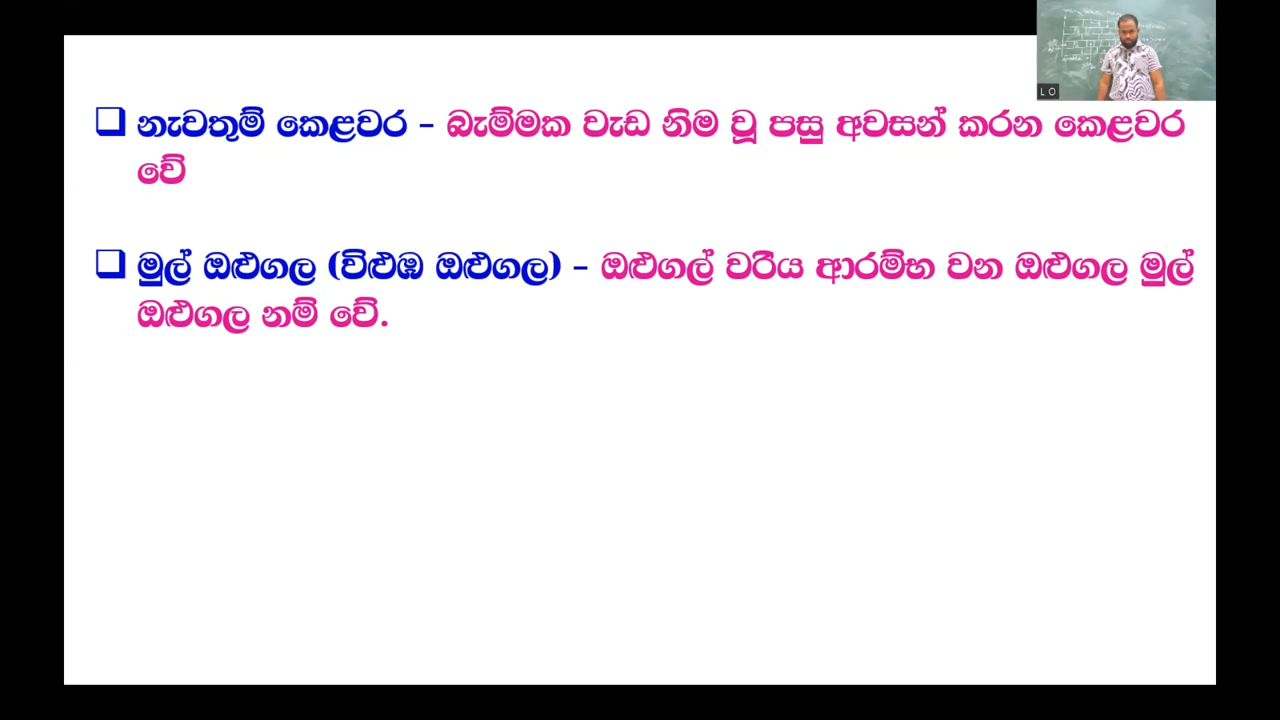 L O
❑ නැවතුම් කෙළවර – බැම්මක වැඩ නිම වූ පසු අවසන් කරන කෙළවර
වේ
❑ මුල් ඔළුගල (විළුඹ ඔළුගල) – ඔළුගල් වරිය ආරම්භ වන ඔළුගල මුල්
ඔළුගල නම් වේ.